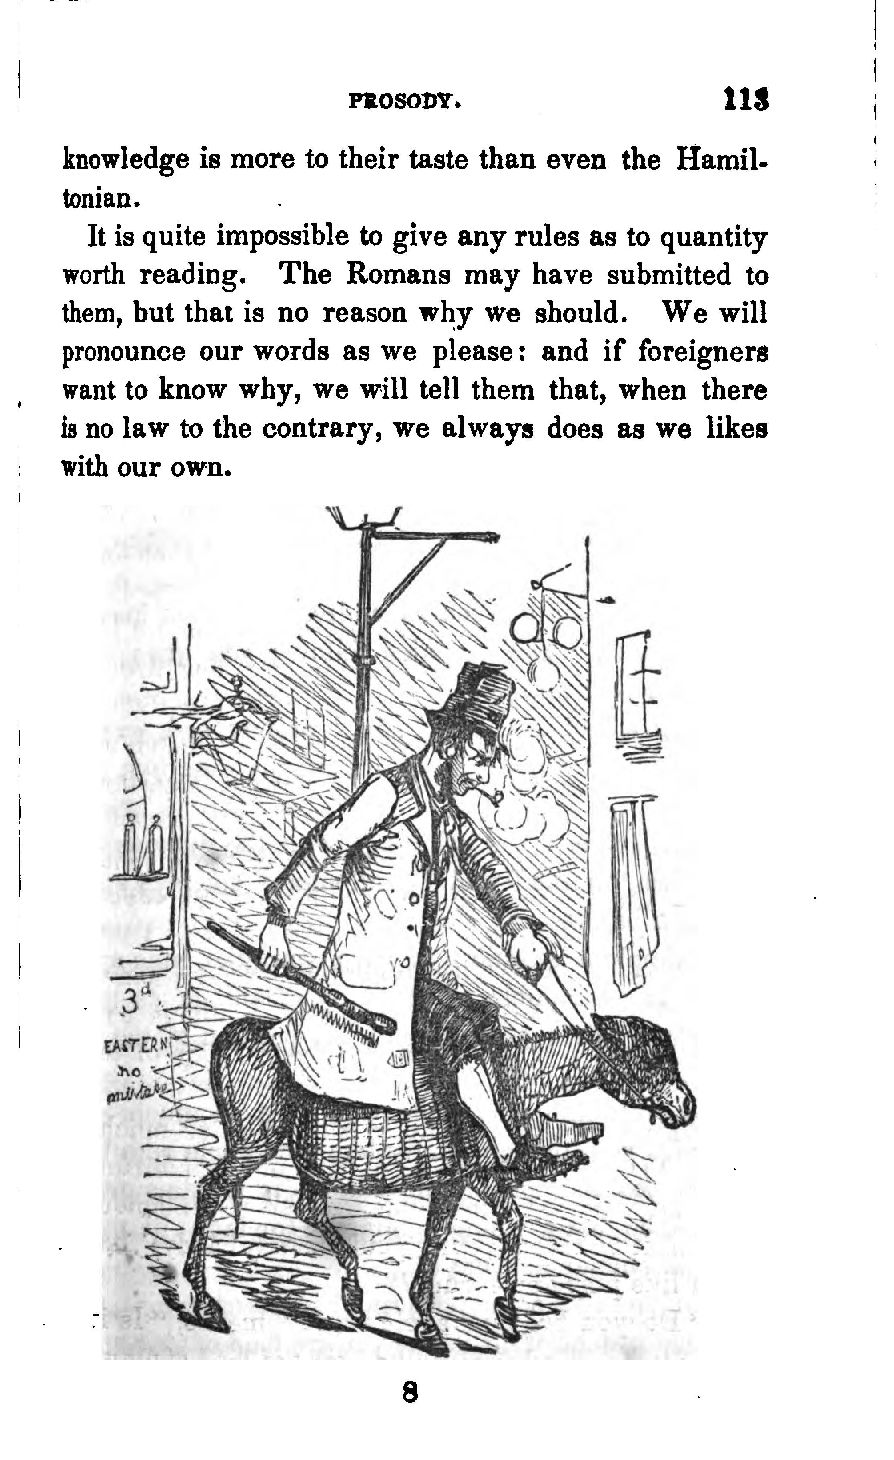 PROSODY. 113
knowledge is more to their taste than even the Hamil-
tonian.
It is quite impossible to give any rules as to quantity
worth reading. The Romans may have submitted to
them, but that is no reason why we should. We will
pronounce our words as we please: and if foreigners
want to know why, we will tell them that, when there
is no law to the contrary, we always does as we likes
with our own.
3d
EASTERN
no
mistake
8